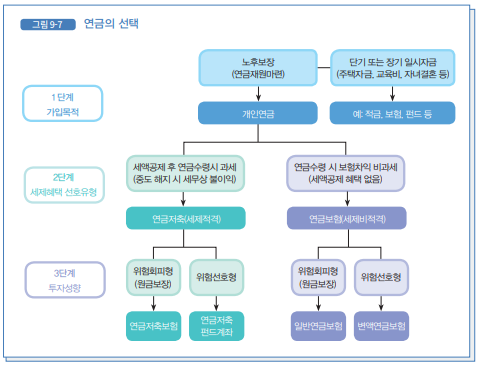 그림 9-7 연금의 선택
노후보장
(연금재원마련)
단기 또는 장기 일시자금
(주택자금, 교육비, 자녀결혼 등)
1단계
가입목적
개인연금
예: 적금, 보험, 펀드 등
2단계
세제혜택 선호유형
세액공제 후 연금수령시 과세
(중도 해지 시 세무상 불이익)
연금수령 시 보험차익 비과세
(세액공제 혜택 없음)
연금저축(세제적격)
연금보험(세제비적격)
3단계
투자성향
위험회피형
(원금보장)
위험선호형
위험회피형
(원금보장)
위험선호형
연금저축보험
연금저축
펀드계좌
일반연금보험
변액연금보험